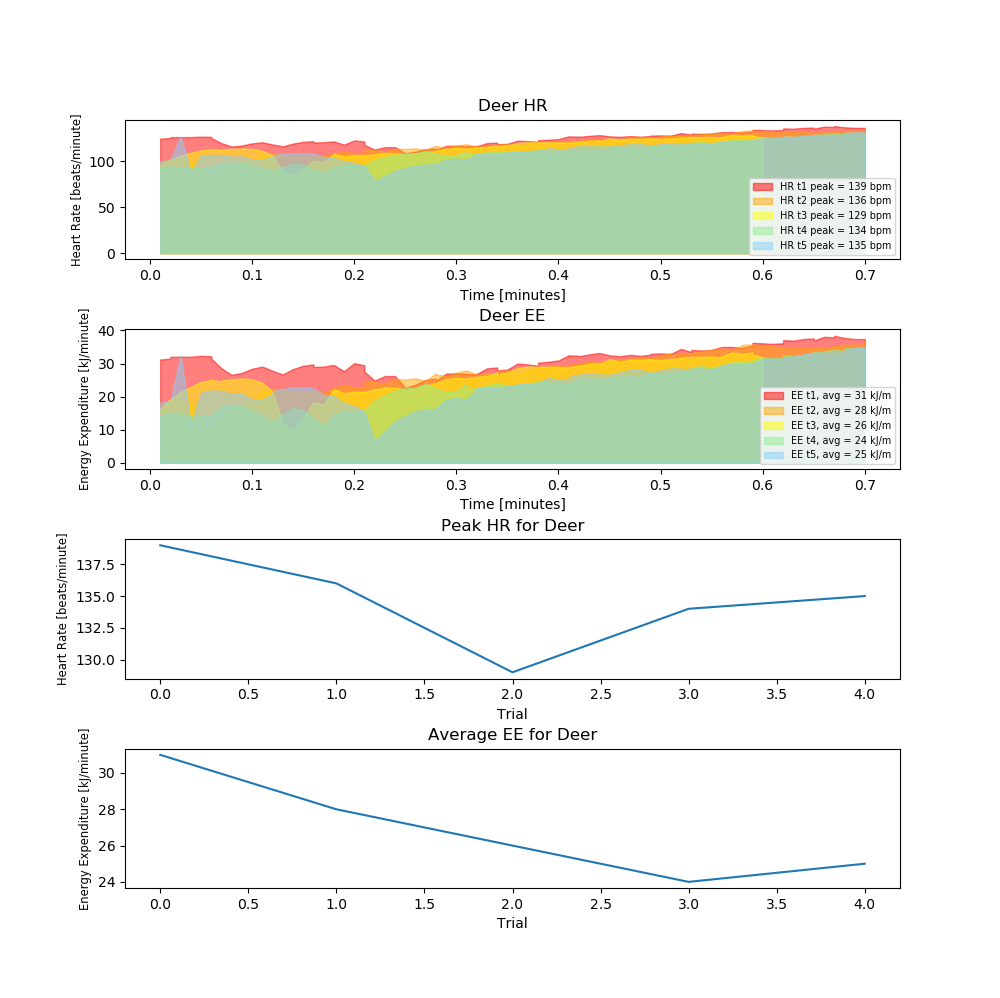 Deer HR
Heart Rate [beats/minute]
100
50
0
HR t1 peak = 139 bpm
HR t2 peak = 136 bpm
HR t3 peak = 129 bpm
HR t4 peak = 134 bpm
HR t5 peak = 135 bpm
0.0 0.1 0.2 0.3 0.4 0.5 0.6 0.7
Time [minutes]
Deer EE
Energy Expenditure [kJ/minute]
40
30
20
10
0
EE t1, avg = 31 kJ/m
EE t2, avg = 28 kJ/m
EE t3, avg = 26 kJ/m
EE t4, avg = 24 kJ/m
EE t5, avg = 25 kJ/m
0.0 0.1 0.2 0.3 0.4 0.5 0.6 0.7
Time [minutes]
Peak HR for Deer
Heart Rate [beats/minute]
137.5
135.0
132.5
130.0
0.0 0.5 1.0 1.5 2.0 2.5 3.0 3.5 4.0
Trial
Average EE for Deer
Energy Expenditure [kJ/minute]
30
28
26
24
0.0 0.5 1.0 1.5 2.0 2.5 3.0 3.5 4.0
Trial